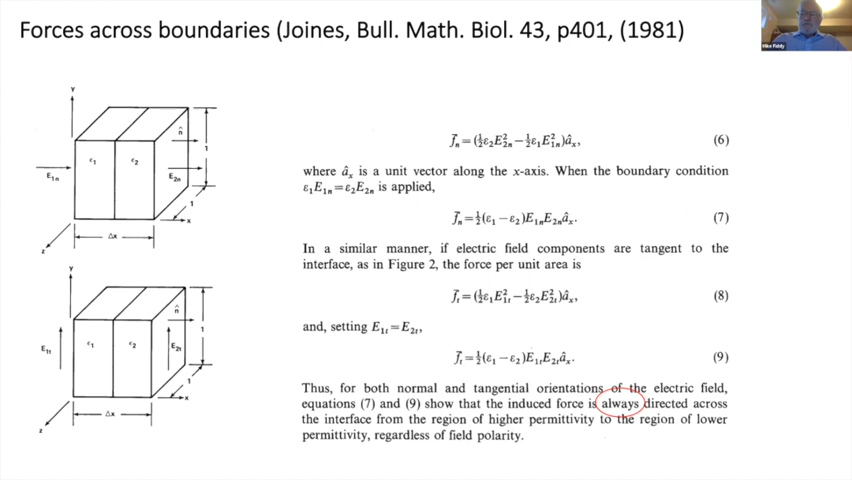 Forces across boundaries (Joines, Bull. Math. Biol. 43, p401, (1981)
Mike Paddy
y
n̂
1
ε₁
ε₂
E₁ₙ
E₂ₙ
1
x
Δx
z
y
n̂
1
ε₁
ε₂
E₁ₜ
E₂ₜ
1
x
Δx
z
f̄ₙ=(½ε₂E²₂ₙ−½ε₁E²₁ₙ)âₓ, (6)
where âₓ is a unit vector along the x-axis. When the boundary condition
ε₁E₁ₙ=ε₂E₂ₙ is applied,
f̄ₙ=½(ε₁−ε₂)E₁ₙE₂ₙâₓ. (7)
In a similar manner, if electric field components are tangent to the
interface, as in Figure 2, the force per unit area is
f̄ₜ=(½ε₁E²₁ₜ−½ε₂E²₂ₜ)âₓ, (8)
and, setting E₁ₜ=E₂ₜ,
f̄ₜ=½(ε₁−ε₂)E₁ₜE₂ₜâₓ. (9)
Thus, for both normal and tangential orientations of the electric field,
equations (7) and (9) show that the induced force is always directed across
the interface from the region of higher permittivity to the region of lower
permittivity, regardless of field polarity.